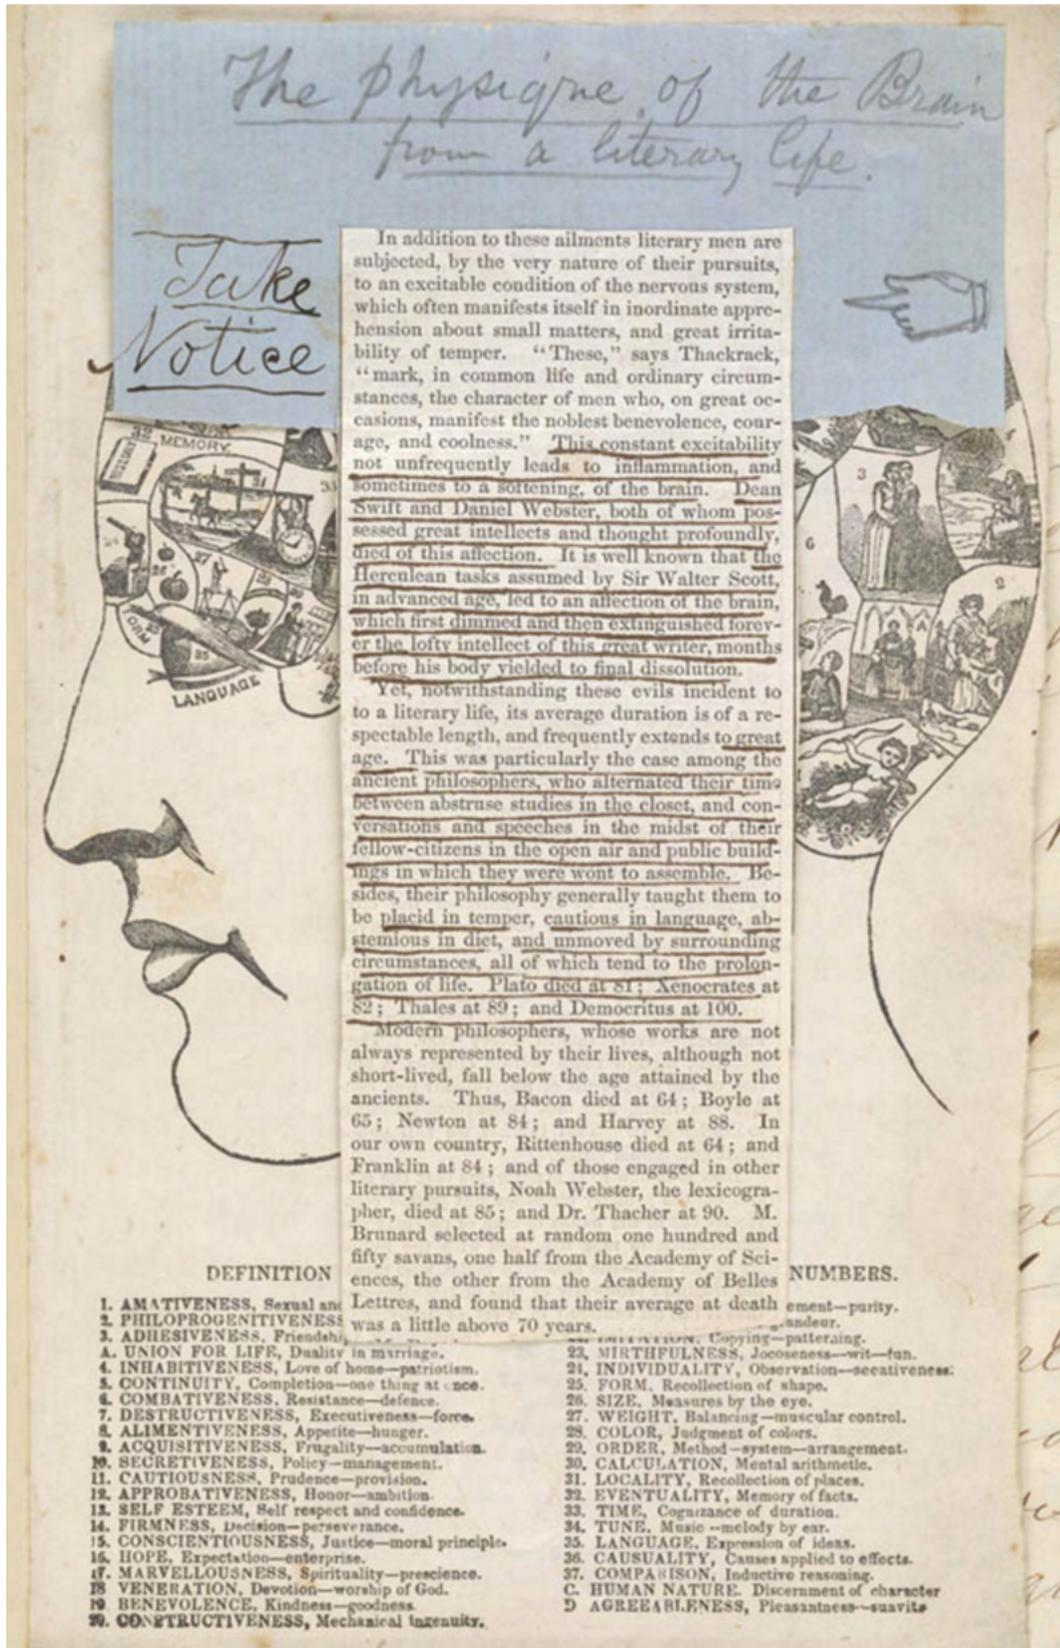 The physique of the Brain
from a literary life.
Take
Notice
In addition to these ailments literary men are
subjected, by the very nature of their pursuits,
to an excitable condition of the nervous system,
which often manifests itself in inordinate appre-
hension about small matters, and great irrita-
bility of temper. "These," says Thackrack,
"mark, in common life and ordinary circum-
stances, the character of men who, on great oc-
casions, manifest the noblest benevolence, cour-
age, and coolness." This constant excitability
not unfrequently leads to inflammation, and
sometimes to a softening, of the brain. Dean
Swift and Daniel Webster, both of whom pos-
sessed great intellects and thought profoundly,
died of this affection. It is well known that the
Herculean tasks assumed by Sir Walter Scott,
in advanced age, led to an affection of the brain,
which first dimmed and then extinguished forev-
er the lofty intellect of this great writer, months
before his body yielded to final dissolution.
Yet, notwithstanding these evils incident to
to a literary life, its average duration is of a re-
spectable length, and frequently extends to great
age. This was particularly the case among the
ancient philosophers, who alternated their time
between abstruse studies in the closet, and con-
versations and speeches in the midst of their
fellow-citizens in the open air and public build-
ings in which they were wont to assemble. Be-
sides, their philosophy generally taught them to
be placid in temper, cautious in language, ab-
stemious in diet, and unmoved by surrounding
circumstances, all of which tend to the prolon-
gation of life. Plato died at 81; Xenocrates at
82; Thales at 89; and Democritus at 100.
Modern philosophers, whose works are not
always represented by their lives, although not
short-lived, fall below the age attained by the
ancients. Thus, Bacon died at 64; Boyle at
65; Newton at 84; and Harvey at 88. In
our own country, Rittenhouse died at 64; and
Franklin at 84; and of those engaged in other
literary pursuits, Noah Webster, the lexicogra-
pher, died at 85; and Dr. Thacher at 90. M.
Brunard selected at random one hundred and
fifty savans, one half from the Academy of Sci-
ences, the other from the Academy of Belles
Lettres, and found that their average at death
was a little above 70 years.
32 MEMORY
31
33
24
27
28
29
25
ORM
35
LANGUAGE
3
6
2
A
DEFINITION
NUMBERS.
1. AMATIVENESS, Sexual and
2. PHILOPROGENITIVENESS
3. ADHESIVENESS, Friendship
A. UNION FOR LIFE, Duality in marriage.
4. INHABITIVENESS, Love of home—patriotism.
5. CONTINUITY, Completion—one thing at once.
6. COMBATIVENESS, Resistance—defence.
7. DESTRUCTIVENESS, Executiveness—force.
8. ALIMENTIVENESS, Appetite—hunger.
9. ACQUISITIVENESS, Frugality—accumulation.
10. SECRETIVENESS, Policy—management.
11. CAUTIOUSNESS, Prudence—provision.
12. APPROBATIVENESS, Honor—ambition.
13. SELF ESTEEM, Self respect and confidence.
14. FIRMNESS, Decision—perseverance.
15. CONSCIENTIOUSNESS, Justice—moral principle.
16. HOPE, Expectation—enterprise.
17. MARVELLOUSNESS, Spirituality—prescience.
18 VENERATION, Devotion—worship of God.
19. BENEVOLENCE, Kindness—goodness.
20. CONSTRUCTIVENESS, Mechanical ingenuity.
ement—purity.
andeur.
IMITATION, Copying—patterning.
23. MIRTHFULNESS, Jocoseness—wit—fun.
24. INDIVIDUALITY, Observation—seeativeness.
25. FORM, Recollection of shape.
26. SIZE, Measures by the eye.
27. WEIGHT, Balancing—muscular control.
28. COLOR, Judgment of colors.
29. ORDER, Method—system—arrangement.
30. CALCULATION, Mental arithmetic.
31. LOCALITY, Recollection of places.
32. EVENTUALITY, Memory of facts.
33. TIME, Cognizance of duration.
34. TUNE. Music—melody by ear.
35. LANGUAGE, Expression of ideas.
36. CAUSUALITY, Causes applied to effects.
37. COMPARISON, Inductive reasoning.
C. HUMAN NATURE. Discernment of character
D AGREEABLENESS, Pleasantness—suavite